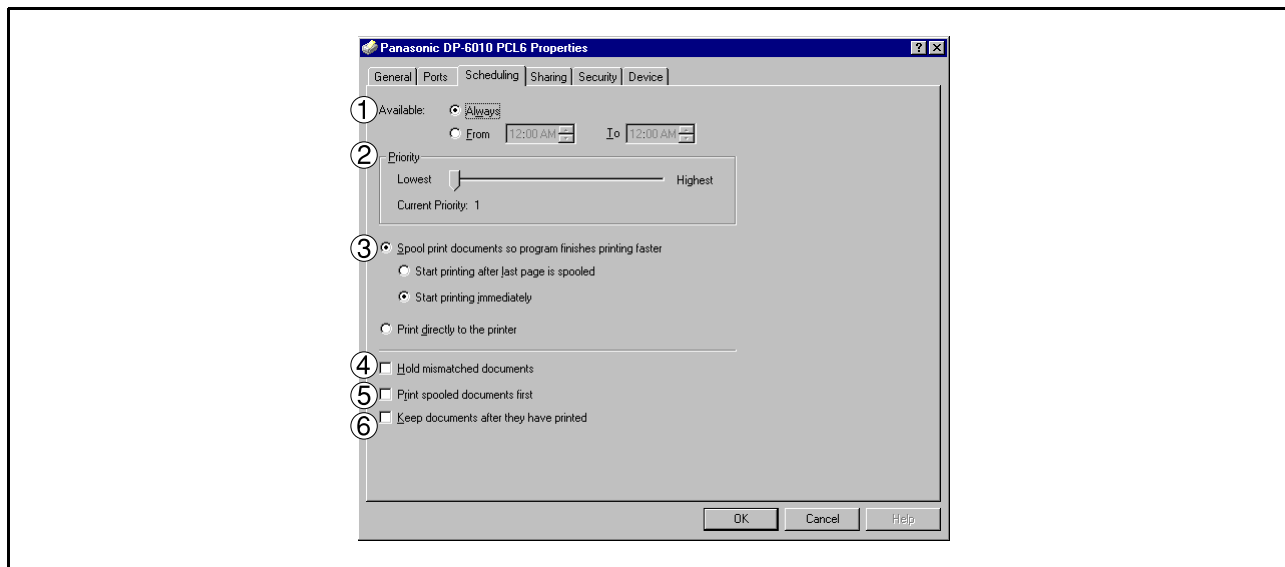 Panasonic DP-6010 PCL6 Properties
General Ports Scheduling Sharing Security Device
① Available: Always
From 12:00 AM To 12:00 AM
② Priority
Lowest Highest
Current Priority: 1
③ Spool print documents so program finishes printing faster
Start printing after last page is spooled
Start printing immediately
Print directly to the printer
④ Hold mismatched documents
⑤ Print spooled documents first
⑥ Keep documents after they have printed
OK Cancel Help